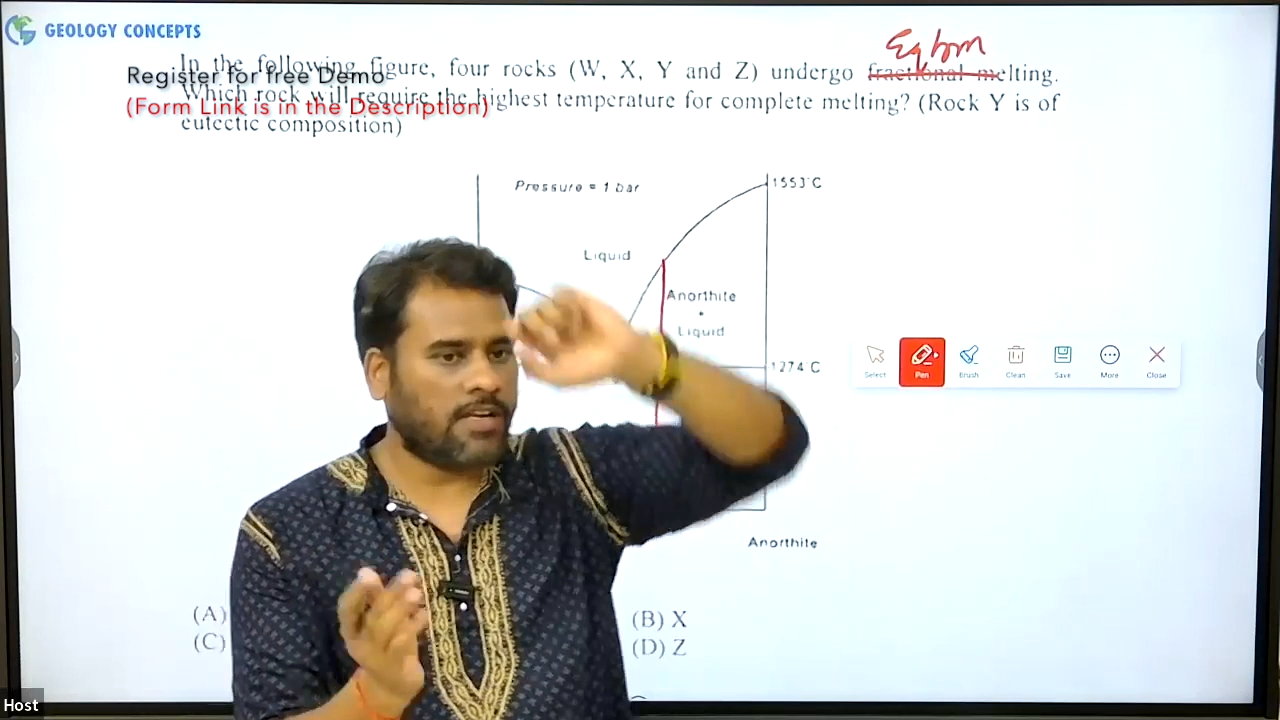 GEOLOGY CONCEPTS
Eqbm
In the following figure, four rocks (W, X, Y and Z) undergo fractional melting.
Register for free Demo
Which rock will require the highest temperature for complete melting? (Rock Y is of
(Form Link is in the Description)
eutectic composition)
Pressure = 1 bar
1553°C
Liquid
Anorthite
+
Liquid
1274°C
Select
Pen
Brush
Clean
Save
More
Close
Anorthite
(A)
(B) X
(C)
(D) Z
Host